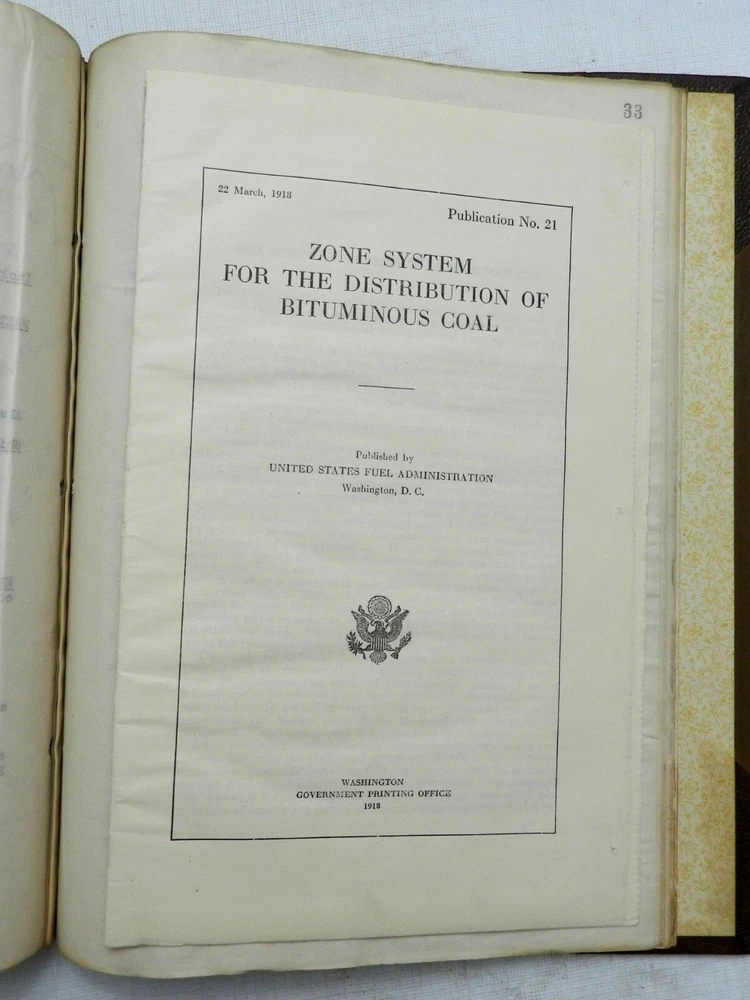 33
22 March, 1918
Publication No. 21
ZONE SYSTEM
FOR THE DISTRIBUTION OF
BITUMINOUS COAL
Published by
UNITED STATES FUEL ADMINISTRATION
Washington, D. C.
WASHINGTON
GOVERNMENT PRINTING OFFICE
1918